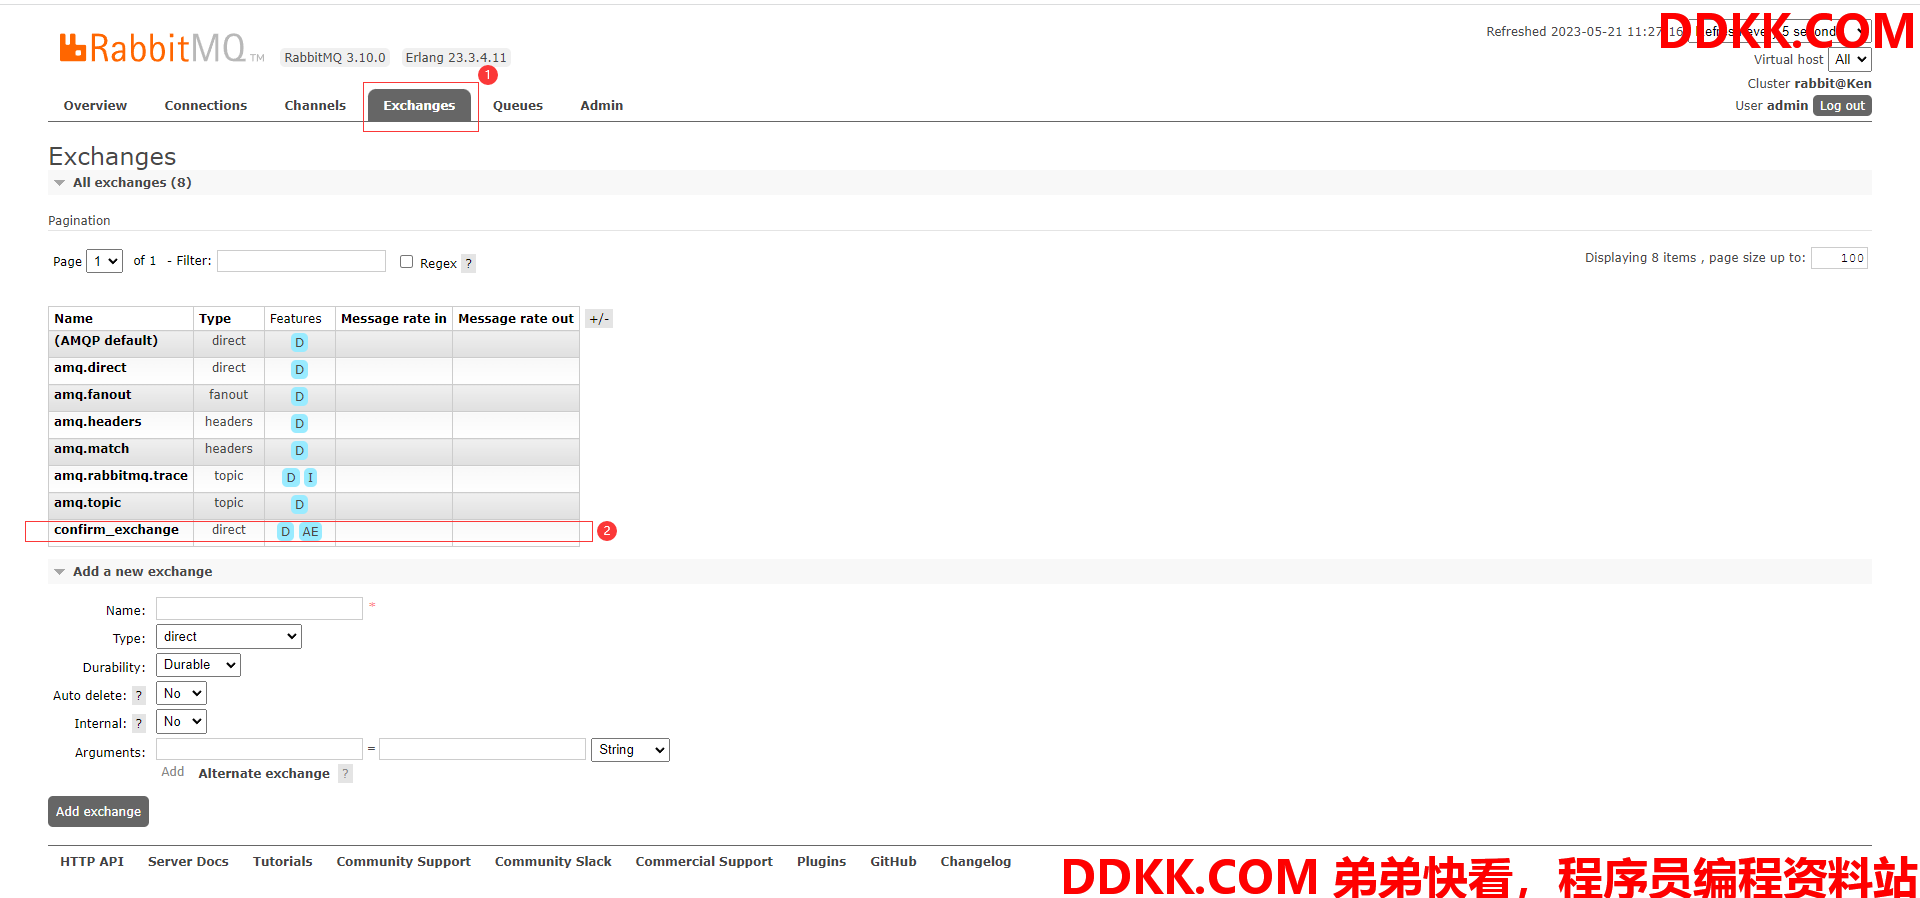 RabbitMQ TM RabbitMQ 3.10.0 Erlang 23.3.4.11
Refreshed 2023-05-21 11:27:16 Refresh every 5 seconds
DDKK.COM
Virtual host All
Cluster rabbit@Ken
User admin Log out
1
Overview Connections Channels Exchanges Queues Admin
Exchanges
All exchanges (8)
Pagination
Page 1 of 1 - Filter: Regex ?
Displaying 8 items , page size up to: 100
Name Type Features Message rate in Message rate out +/-
(AMQP default) direct D
amq.direct direct D
amq.fanout fanout D
amq.headers headers D
amq.match headers D
amq.rabbitmq.trace topic D I
amq.topic topic D
confirm_exchange direct D AE 2
Add a new exchange
Name: *
Type: direct
Durability: Durable
Auto delete: ? No
Internal: ? No
Arguments: = String
Add Alternate exchange ?
Add exchange
HTTP API Server Docs Tutorials Community Support Community Slack Commercial Support Plugins GitHub Changelog
DDKK.COM 弟弟快看，程序员编程资料站